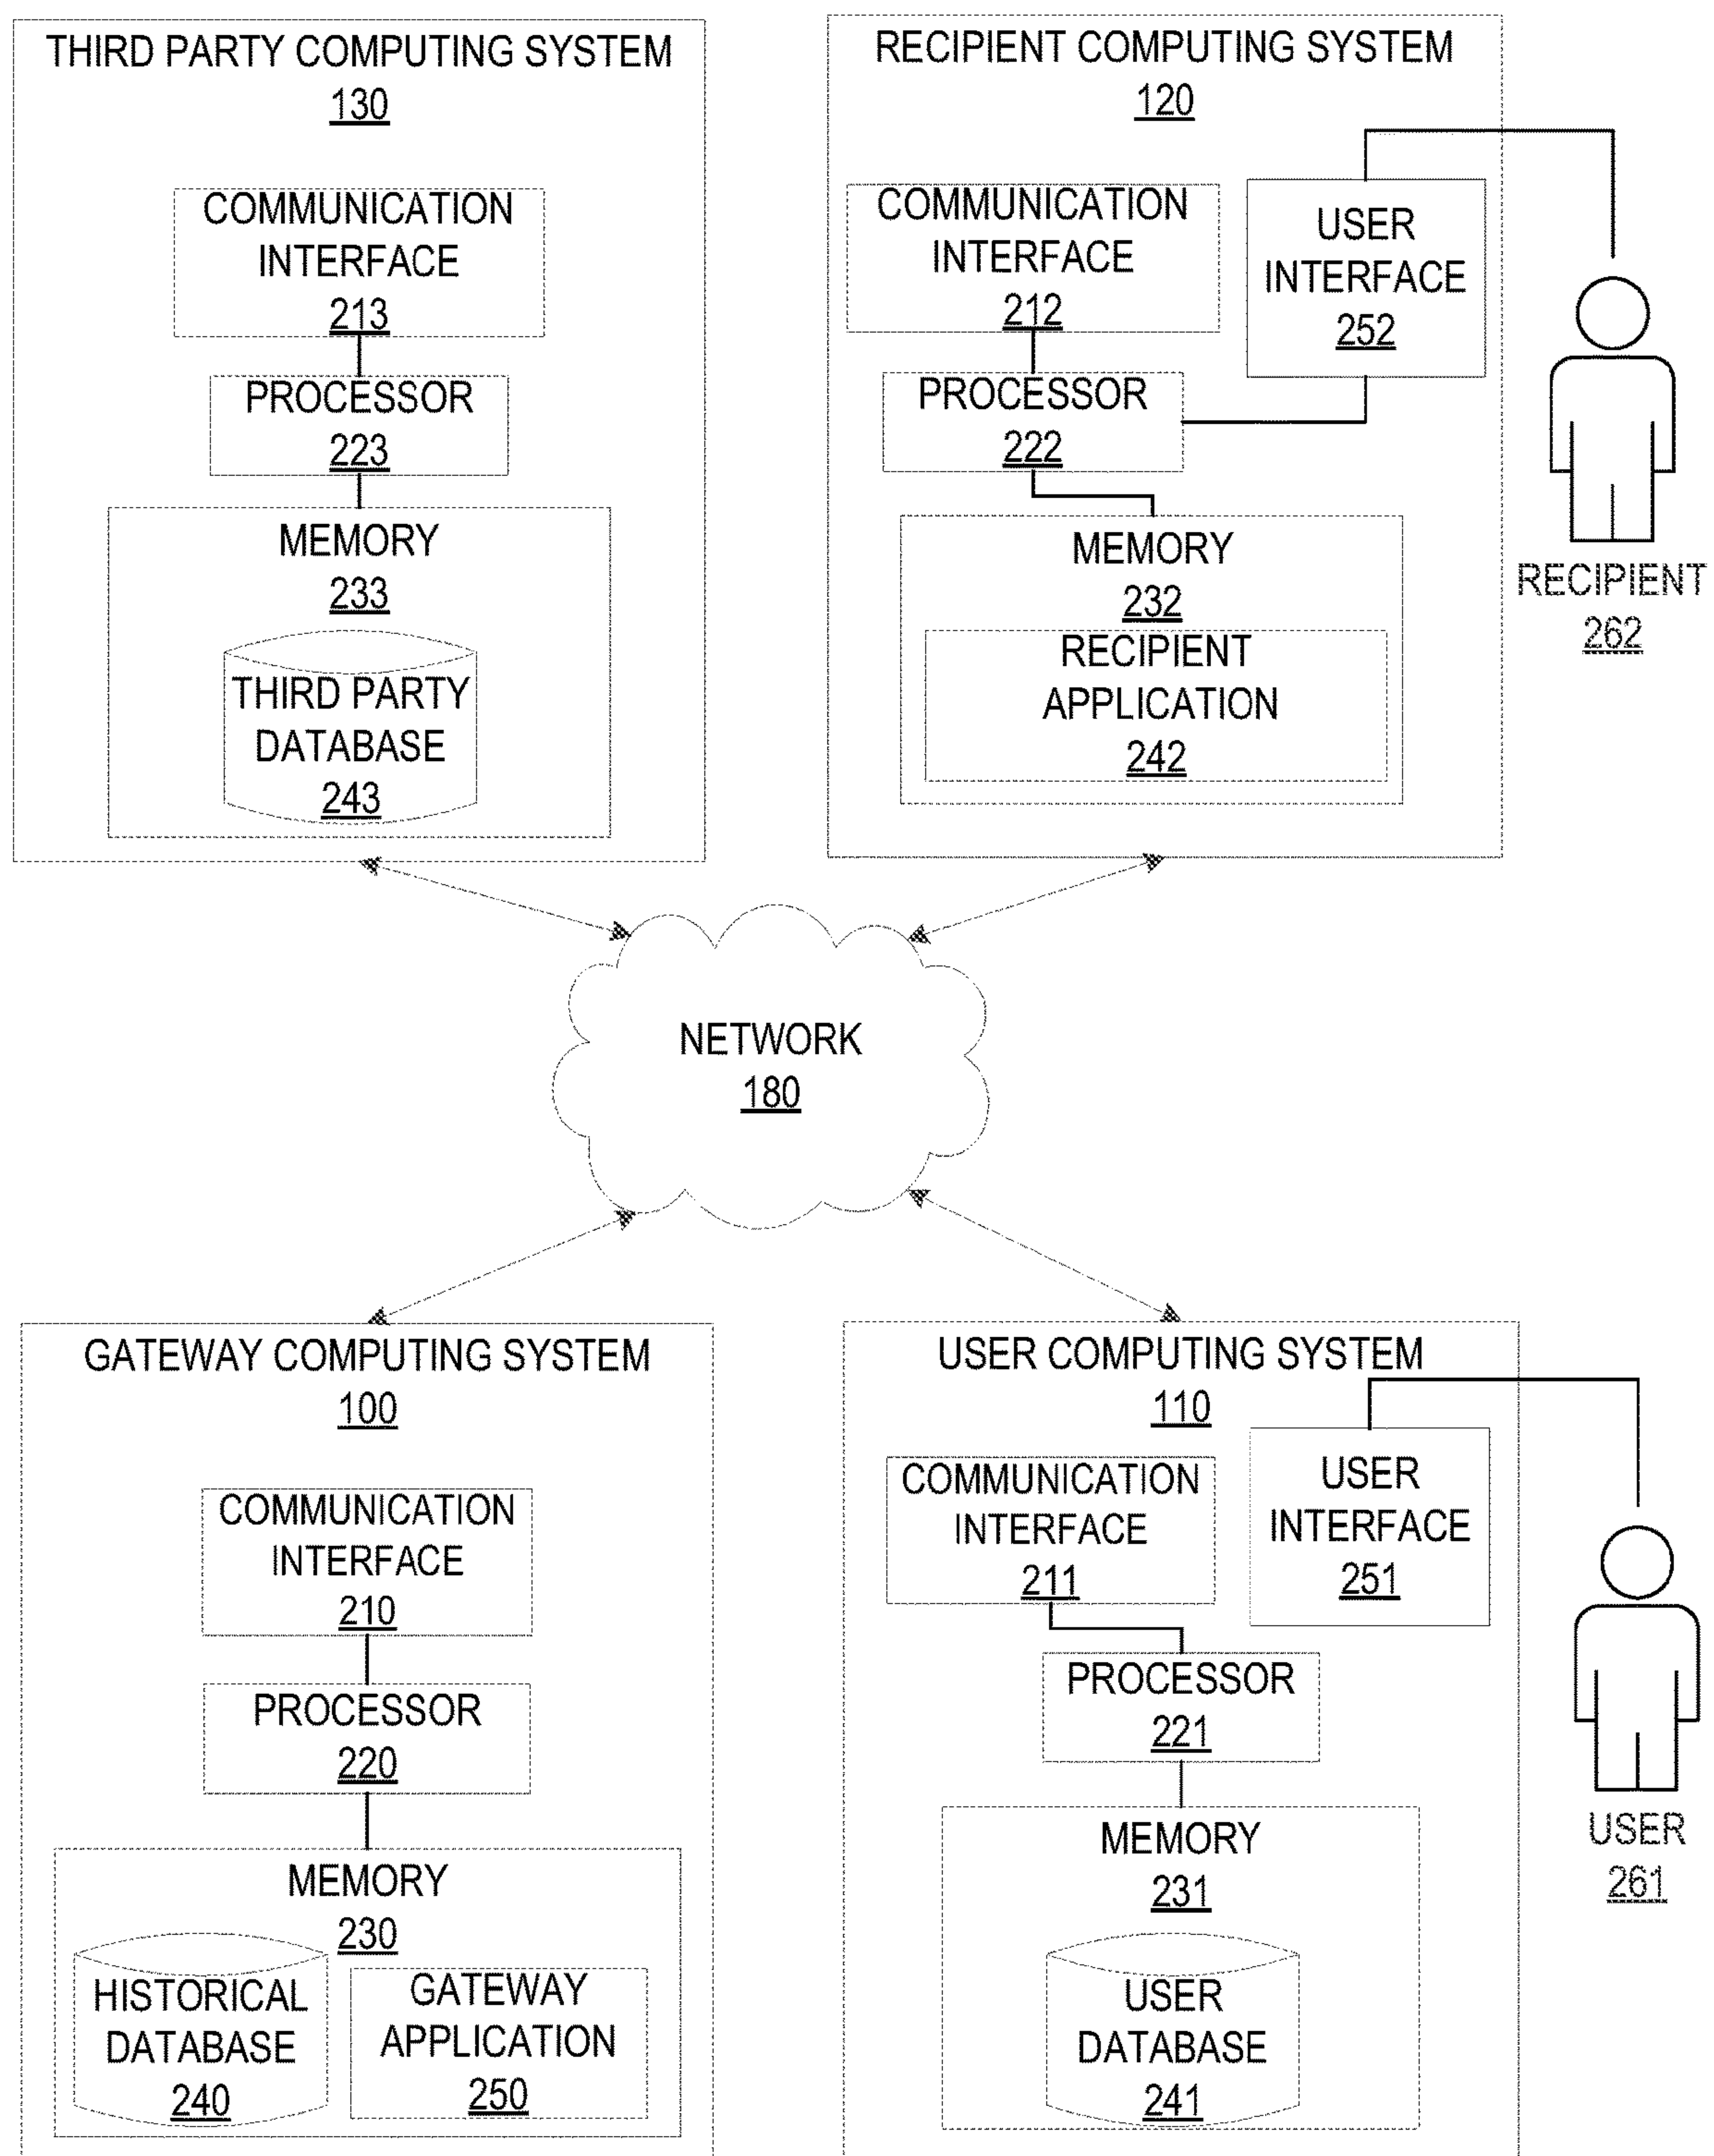 THIRD PARTY COMPUTING SYSTEM
130
COMMUNICATION
INTERFACE
213
PROCESSOR
223
MEMORY
233
THIRD PARTY
DATABASE
243
RECIPIENT COMPUTING SYSTEM
120
COMMUNICATION
INTERFACE
212
USER
INTERFACE
252
PROCESSOR
222
MEMORY
232
RECIPIENT
APPLICATION
242
RECIPIENT
262
NETWORK
180
GATEWAY COMPUTING SYSTEM
100
COMMUNICATION
INTERFACE
210
PROCESSOR
220
MEMORY
230
HISTORICAL
DATABASE
240
GATEWAY
APPLICATION
250
USER COMPUTING SYSTEM
110
COMMUNICATION
INTERFACE
211
USER
INTERFACE
251
PROCESSOR
221
MEMORY
231
USER
DATABASE
241
USER
261